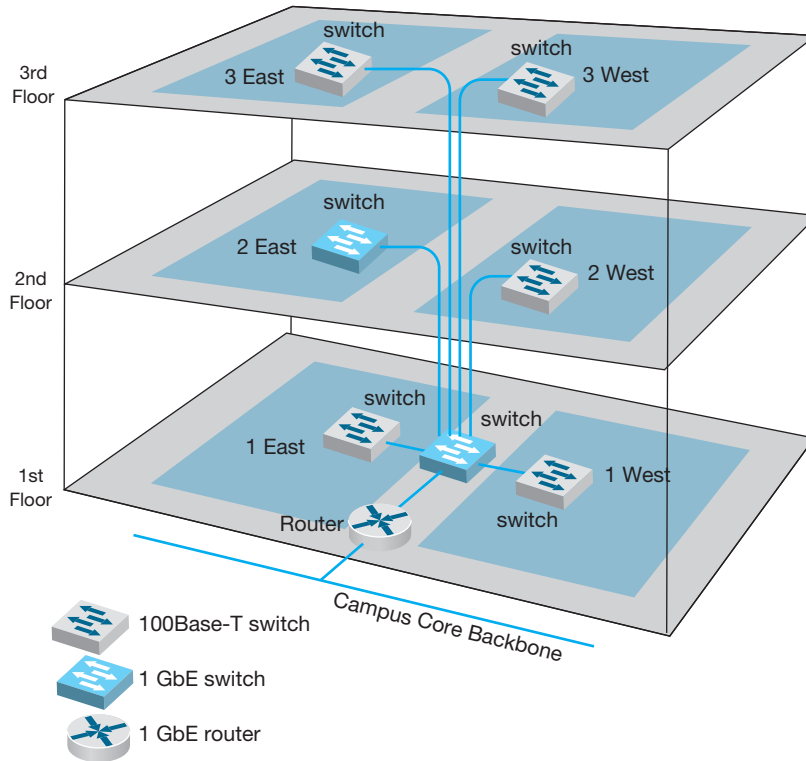 switch
switch
3rd
Floor
3 East
3 West
switch
switch
2nd
Floor
2 East
2 West
switch
switch
1 East
1st
Floor
1 West
Router
switch
Campus Core Backbone
100Base-T switch
1 GbE switch
1 GbE router